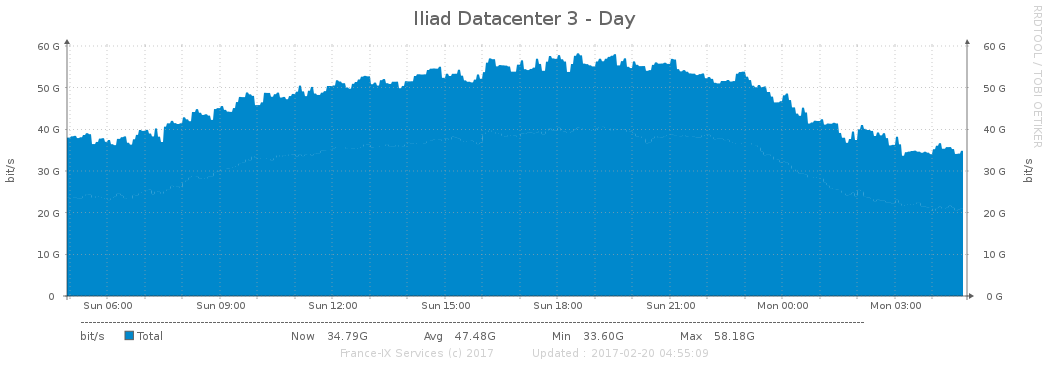 Iliad Datacenter 3 - Day
RRDTOOL / TOBI OETIKER
60 G 60 G
50 G 50 G
40 G 40 G
30 G 30 G
20 G 20 G
10 G 10 G
0 0 G
bit/s bit/s
Sun 06:00 Sun 09:00 Sun 12:00 Sun 15:00 Sun 18:00 Sun 21:00 Mon 00:00 Mon 03:00
bit/s Total Now 34.79G Avg 47.48G Min 33.60G Max 58.18G
France-IX Services (c) 2017 Updated : 2017-02-20 04:55:09